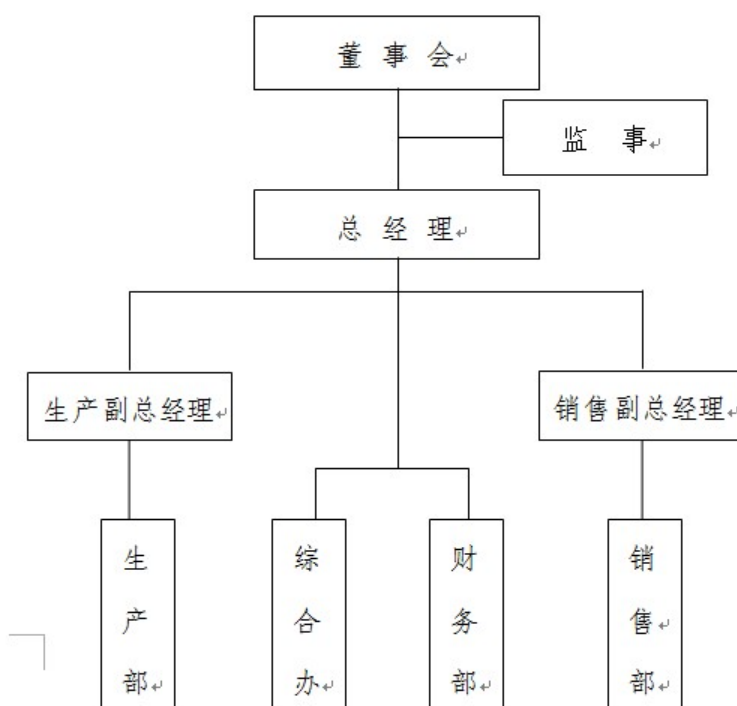 董 事 会
监 事
总 经 理
生产副总经理
销售副总经理
生产部
综合办
财务部
销售部